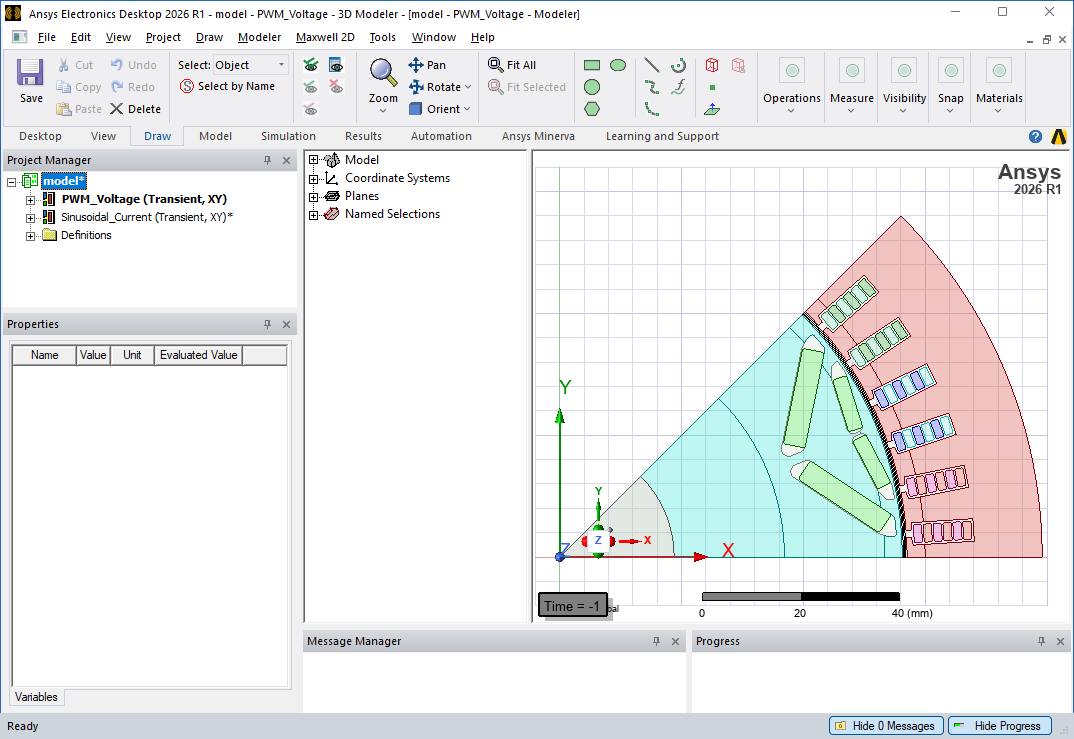 Ansys Electronics Desktop 2026 R1 - model - PWM_Voltage - 3D Modeler - [model - PWM_Voltage - Modeler]
File Edit View Project Draw Modeler Maxwell 2D Tools Window Help
Save
Cut
Copy
Paste
Undo
Redo
Delete
Select: Object
Select by Name
Zoom
Pan
Rotate
Orient
Fit All
Fit Selected
Operations
Measure
Visibility
Snap
Materials
Desktop View Draw Model Simulation Results Automation Ansys Minerva Learning and Support
Project Manager
model*
PWM_Voltage (Transient, XY)
Sinusoidal_Current (Transient, XY)*
Definitions
Properties
Name Value Unit Evaluated Value
Variables
Model
Coordinate Systems
Planes
Named Selections
Ansys
2026 R1
Y
X
Z
Y
Z
X
Time = -1
bal
0 20 40 (mm)
Message Manager
Progress
Ready
Hide 0 Messages
Hide Progress